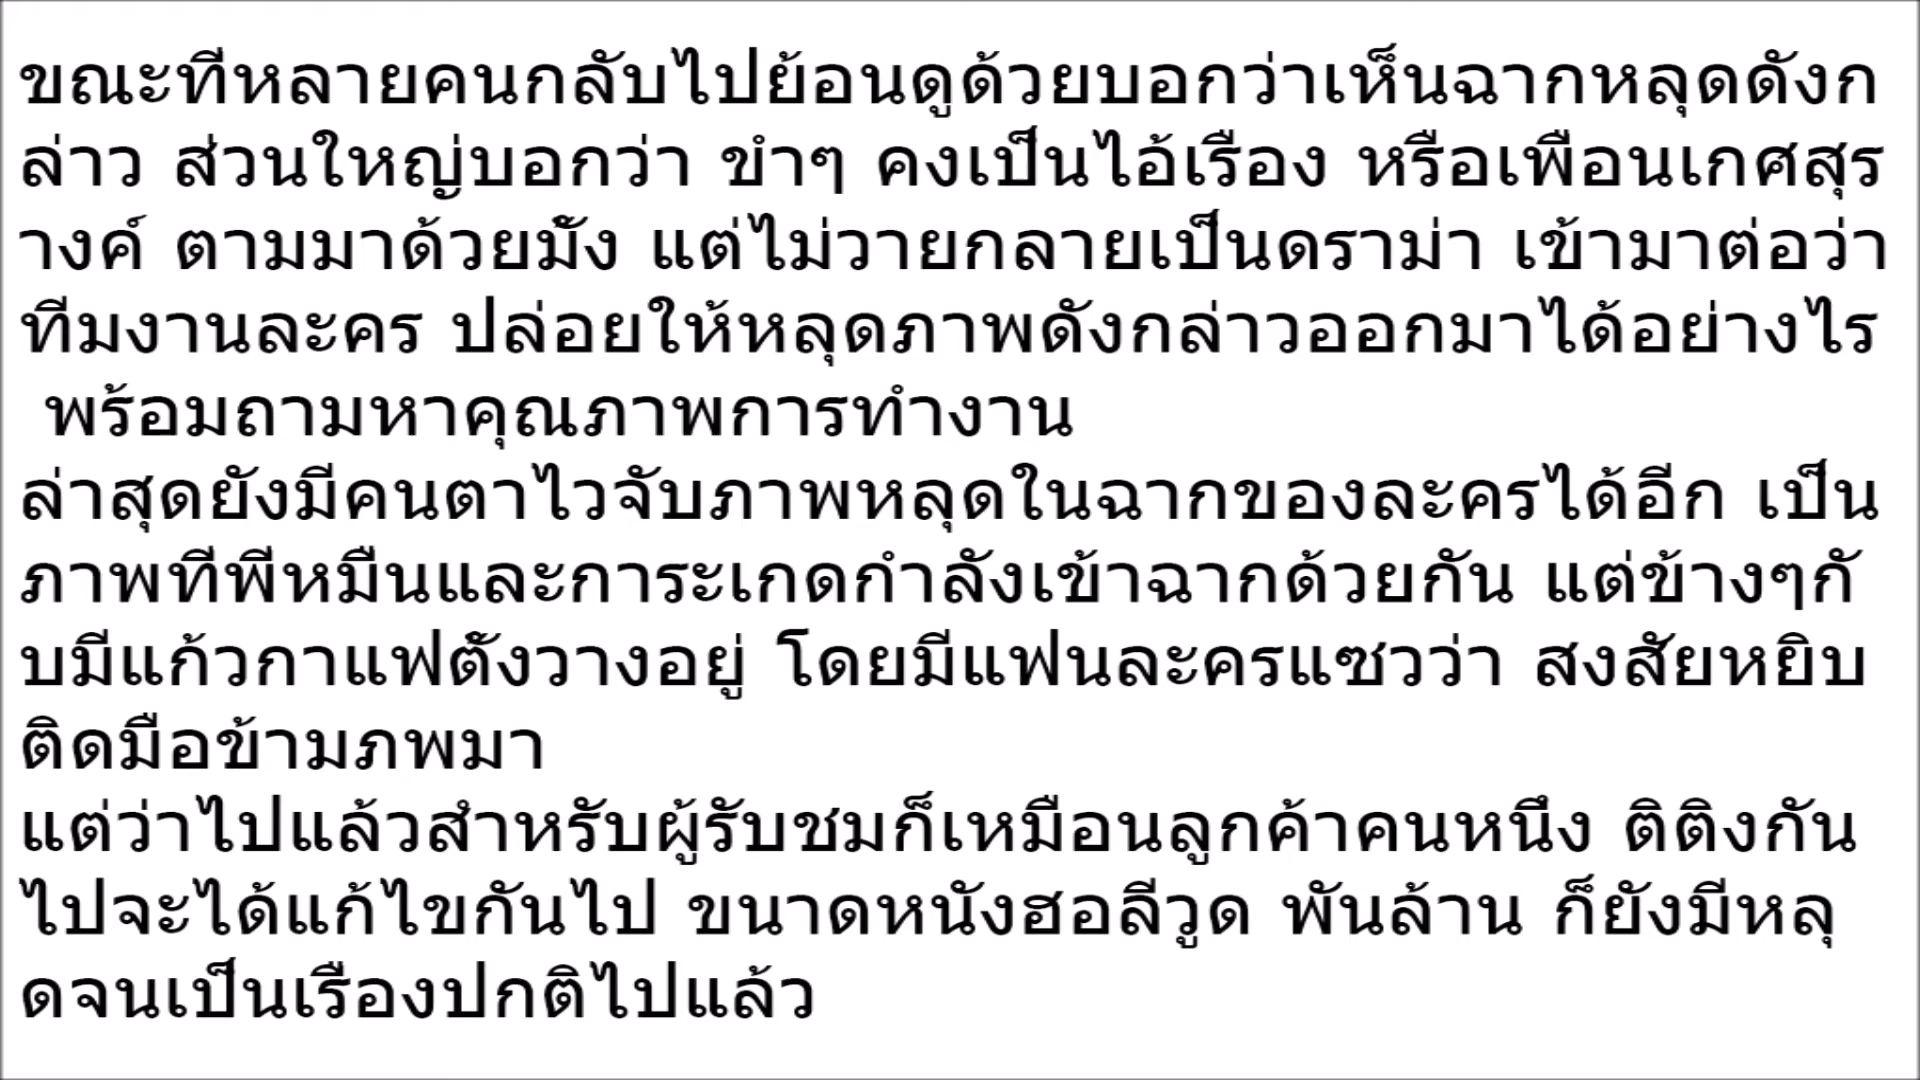 ขณะที่หลายคนกลับไปย้อนดูด้วยบอกว่าเห็นฉากหลุดดังก
ล่าว ส่วนใหญ่บอกว่า ขำๆ คงเป็นไอ้เรือง หรือเพื่อนเกศสุร
างค์ ตามมาด้วยมั้ง แต่ไม่วายกลายเป็นดราม่า เข้ามาต่อว่า
ทีมงานละคร ปล่อยให้หลุดภาพดังกล่าวออกมาได้อย่างไร
พร้อมถามหาคุณภาพการทำงาน
ล่าสุดยังมีคนตาไวจับภาพหลุดในฉากของละครได้อีก เป็น
ภาพที่พี่หมื่นและการะเกดกำลังเข้าฉากด้วยกัน แต่ข้างๆกั
บมีแก้วกาแฟตั้งวางอยู่ โดยมีแฟนละครแซวว่า สงสัยหยิบ
ติดมือข้ามภพมา
แต่ว่าไปแล้วสำหรับผู้รับชมก็เหมือนลูกค้าคนหนึ่ง ติติงกัน
ไปจะได้แก้ไขกันไป ขนาดหนังฮอลีวูด พันล้าน ก็ยังมีหลุ
ดจนเป็นเรื่องปกติไปแล้ว